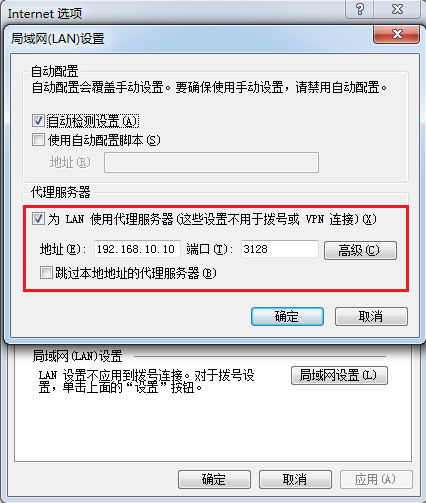 Internet 选项
局域网(LAN)设置
自动配置
自动配置会覆盖手动设置。要确保使用手动设置，请禁用自动配置。
自动检测设置(A)
使用自动配置脚本(S)
地址(R)
代理服务器
为 LAN 使用代理服务器(这些设置不用于拨号或 VPN 连接)(X)
地址(E): 192.168.10.10 端口(T): 3128 高级(C)
跳过本地地址的代理服务器(B)
确定 取消
局域网(LAN)设置
LAN 设置不应用到拨号连接。对于拨号设
置，单击上面的“设置”按钮。
局域网设置(L)
确定 取消 应用(A)